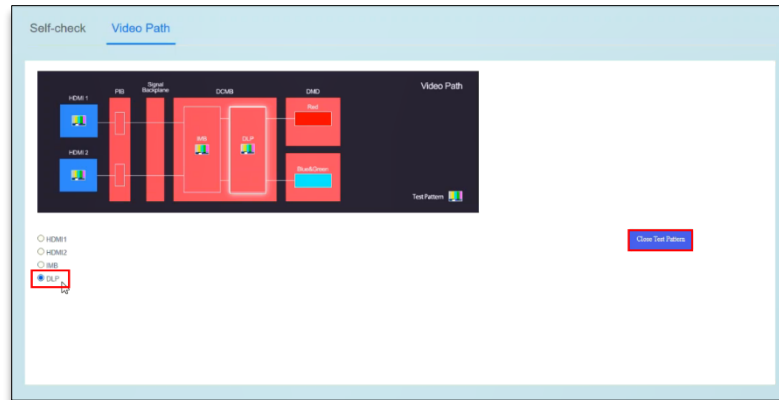 Self-check Video Path
Video Path
HDMI 1
PIB
Signal
Backplane
DCMB
DMD
Red
IMB
DLP
HDMI 2
Blue&Green
Test Pattern
HDMI1
HDMI2
IMB
DLP
Close Test Pattern